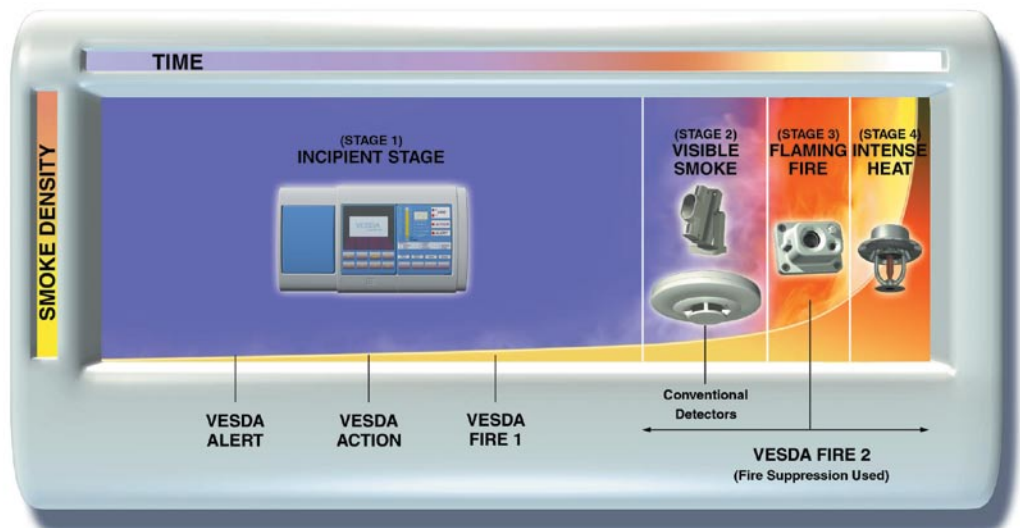 TIME
SMOKE DENSITY
(STAGE 1)
INCIPIENT STAGE
(STAGE 2)
VISIBLE
SMOKE
(STAGE 3)
FLAMING
FIRE
(STAGE 4)
INTENSE
HEAT
VESDA
VESDA
ALERT
VESDA
ACTION
VESDA
FIRE 1
Conventional
Detectors
VESDA FIRE 2
(Fire Suppression Used)